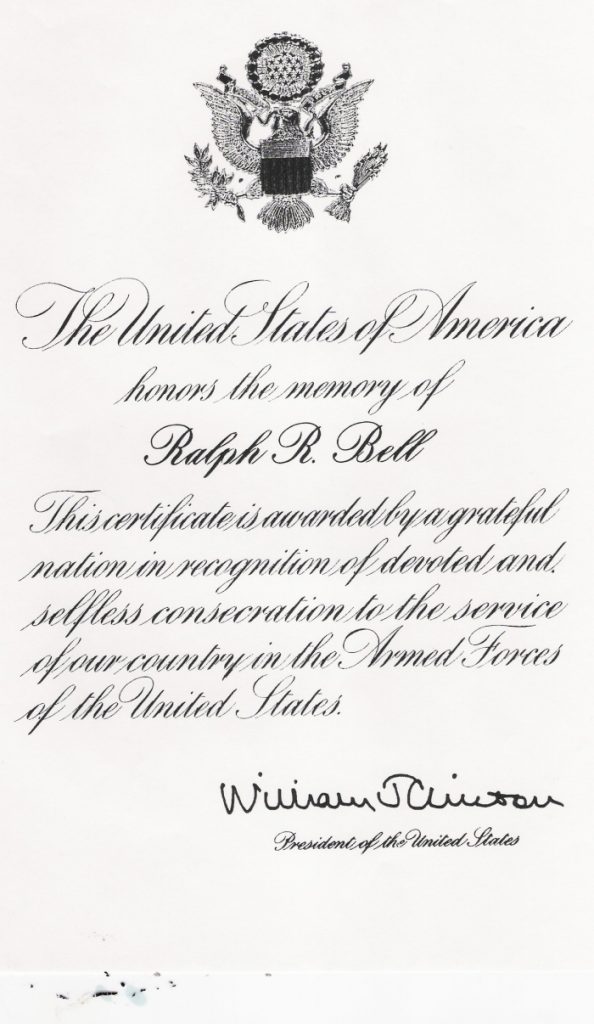 The United States of America
honors the memory of
Ralph R. Bell
This certificate is awarded by a grateful
nation in recognition of devoted and
selfless consecration to the service
of our country in the Armed Forces
of the United States.
William J Clinton
President of the United States